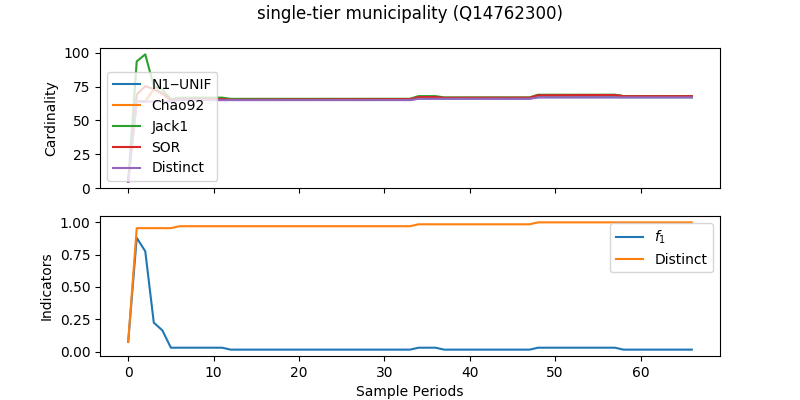 single-tier municipality (Q14762300)
Cardinality
100
75
50
25
0
N1−UNIF
Chao92
Jack1
SOR
Distinct
Indicators
1.00
0.75
0.50
0.25
0.00
f1
Distinct
0 10 20 30 40 50 60
Sample Periods